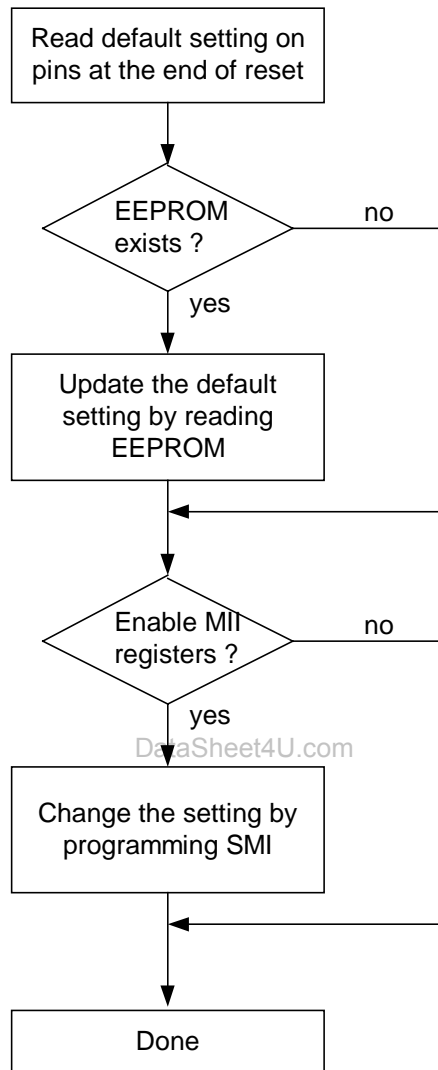 Read default setting on
pins at the end of reset
EEPROM
exists ?
no
yes
Update the default
setting by reading
EEPROM
Enable MII
registers ?
no
yes
DataSheet4U.com
Change the setting by
programming SMI
Done